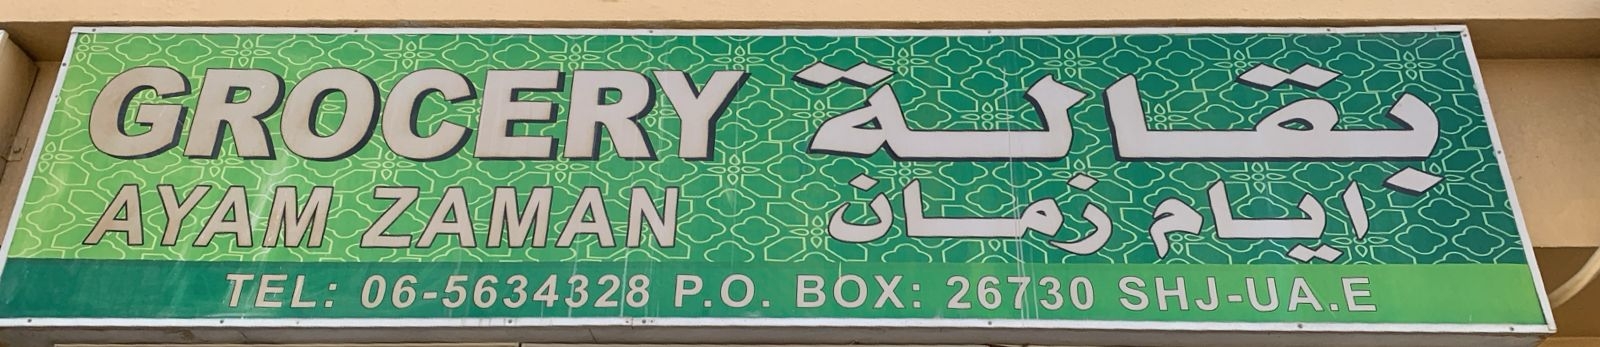 GROCERY بقالة
AYAM ZAMAN ايام زمان
TEL: 06-5634328 P.O. BOX: 26730 SHJ-UA.E